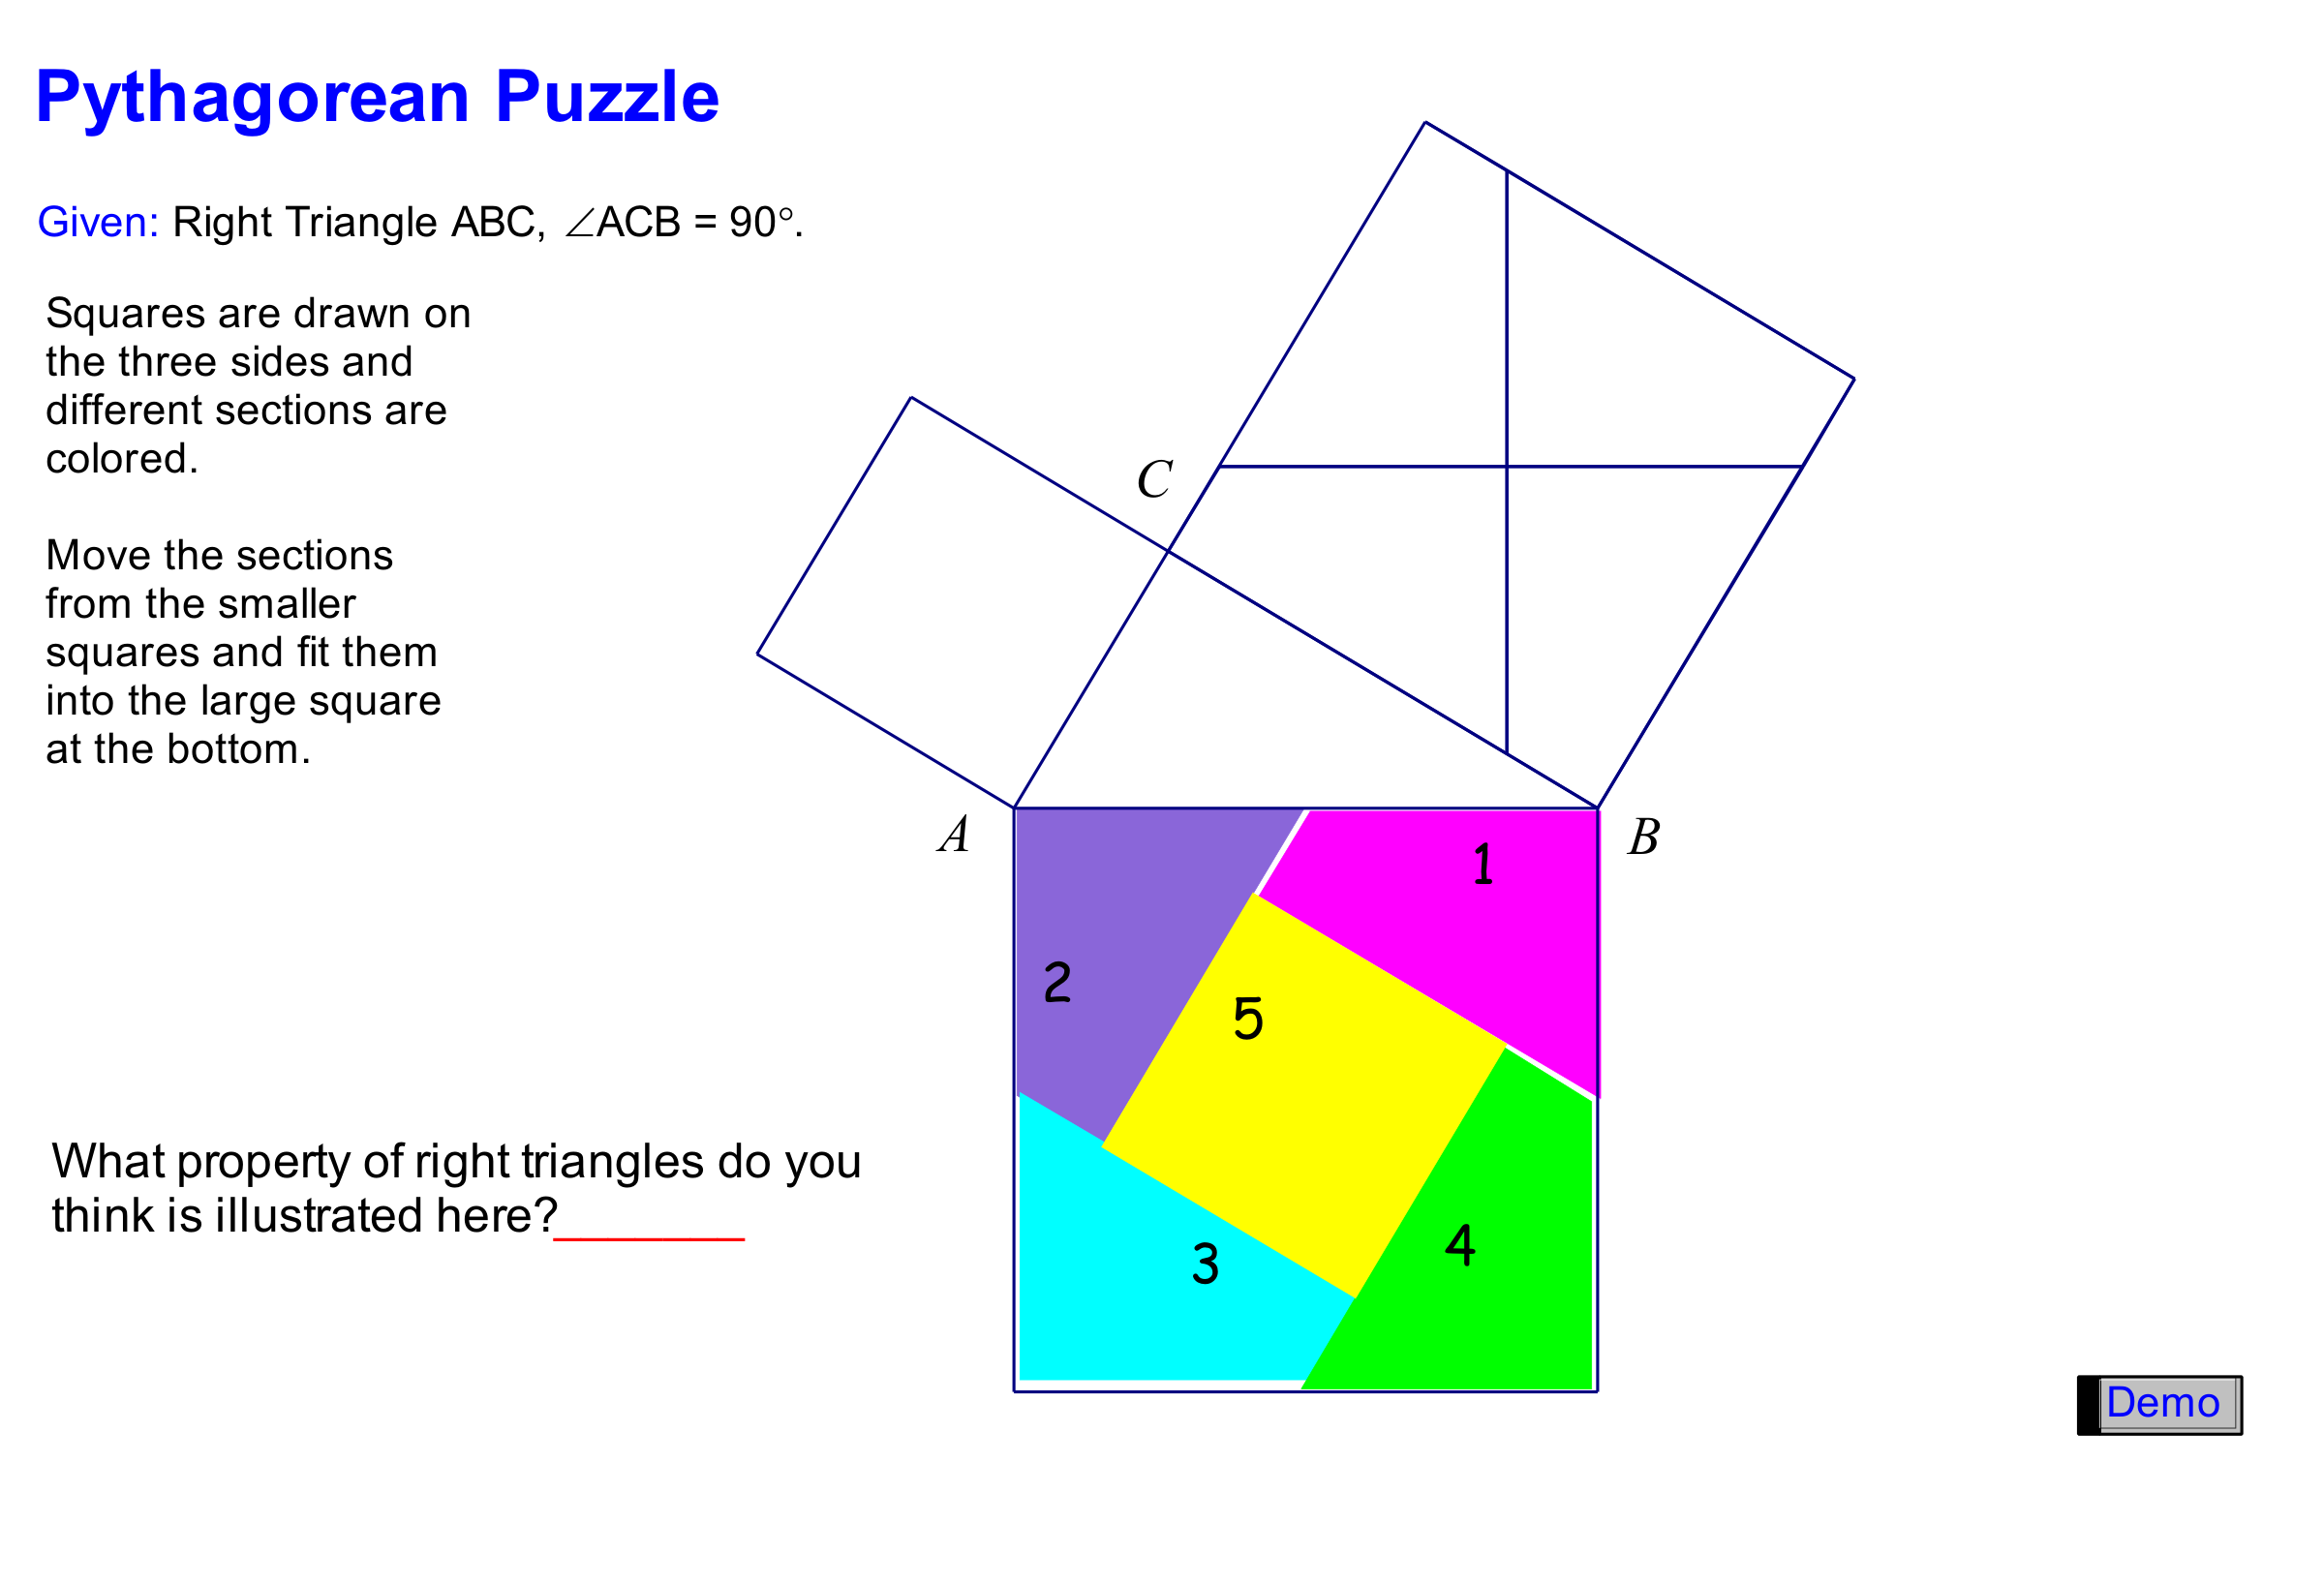 Pythagorean Puzzle
Given: Right Triangle ABC, ∠ACB = 90°.
Squares are drawn on
the three sides and
different sections are
colored.
Move the sections
from the smaller
squares and fit them
into the large square
at the bottom.
C
A
B
1
2
5
3
4
What property of right triangles do you
think is illustrated here?________
Demo